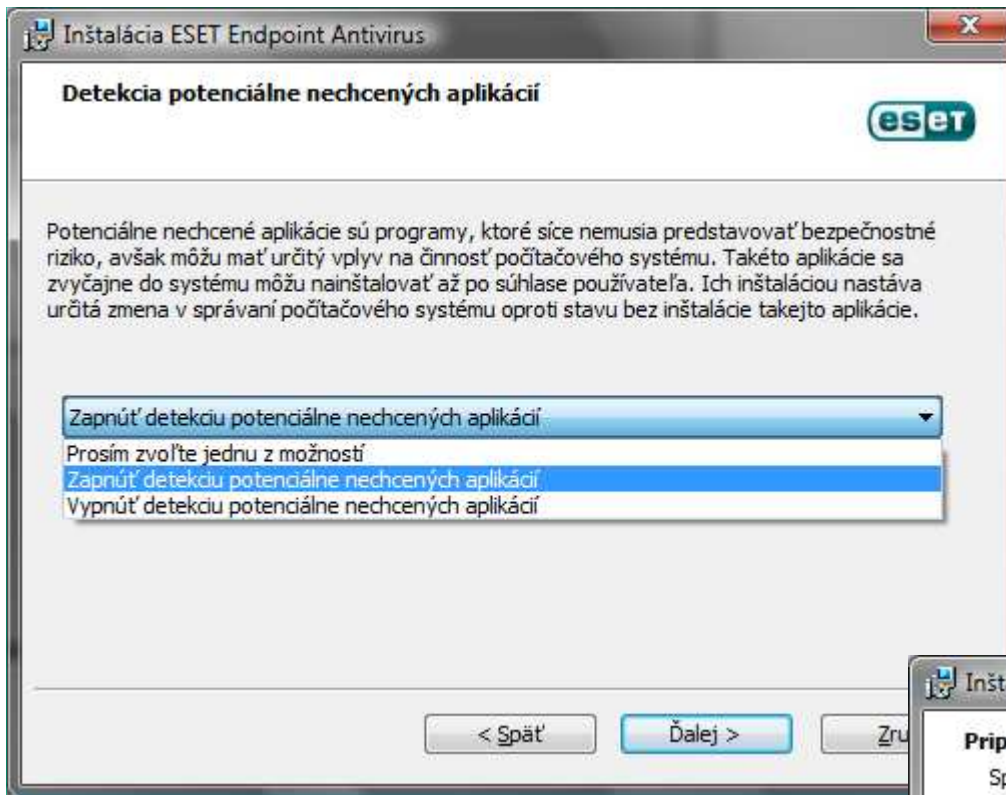 Inštalácia ESET Endpoint Antivirus
Detekcia potenciálne nechcených aplikácií
eseT
Potenciálne nechcené aplikácie sú programy, ktoré síce nemusia predstavovať bezpečnostné
riziko, avšak môžu mať určitý vplyv na činnosť počítačového systému. Takéto aplikácie sa
zvyčajne do systému môžu nainštalovať až po súhlase používateľa. Ich inštaláciou nastáva
určitá zmena v správaní počítačového systému oproti stavu bez inštalácie takejto aplikácie.
Zapnúť detekciu potenciálne nechcených aplikácií
Prosím zvoľte jednu z možností
Zapnúť detekciu potenciálne nechcených aplikácií
Vypnúť detekciu potenciálne nechcených aplikácií
< Späť
Ďalej >